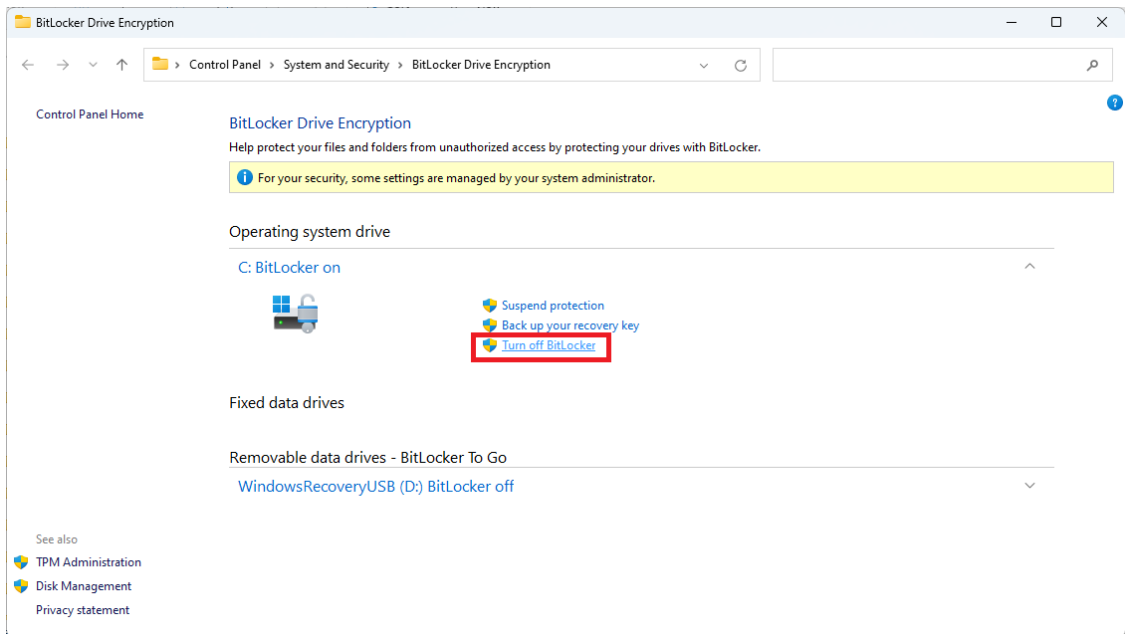 BitLocker Drive Encryption
Control Panel > System and Security > BitLocker Drive Encryption
Control Panel Home
?
BitLocker Drive Encryption
Help protect your files and folders from unauthorized access by protecting your drives with BitLocker.
For your security, some settings are managed by your system administrator.
Operating system drive
C: BitLocker on
Suspend protection
Back up your recovery key
Turn off BitLocker
Fixed data drives
Removable data drives - BitLocker To Go
WindowsRecoveryUSB (D:) BitLocker off
See also
TPM Administration
Disk Management
Privacy statement